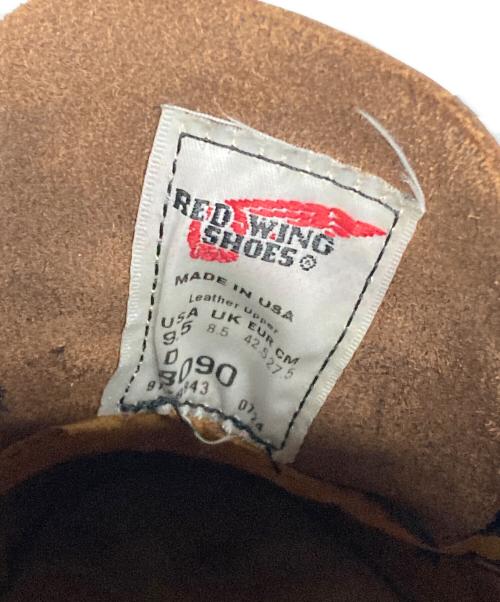 RED WING
SHOES®
MADE IN USA
Leather Upper
USA UK EUR CM
9.5 8.5 42.5 27.5
D
8090
0724